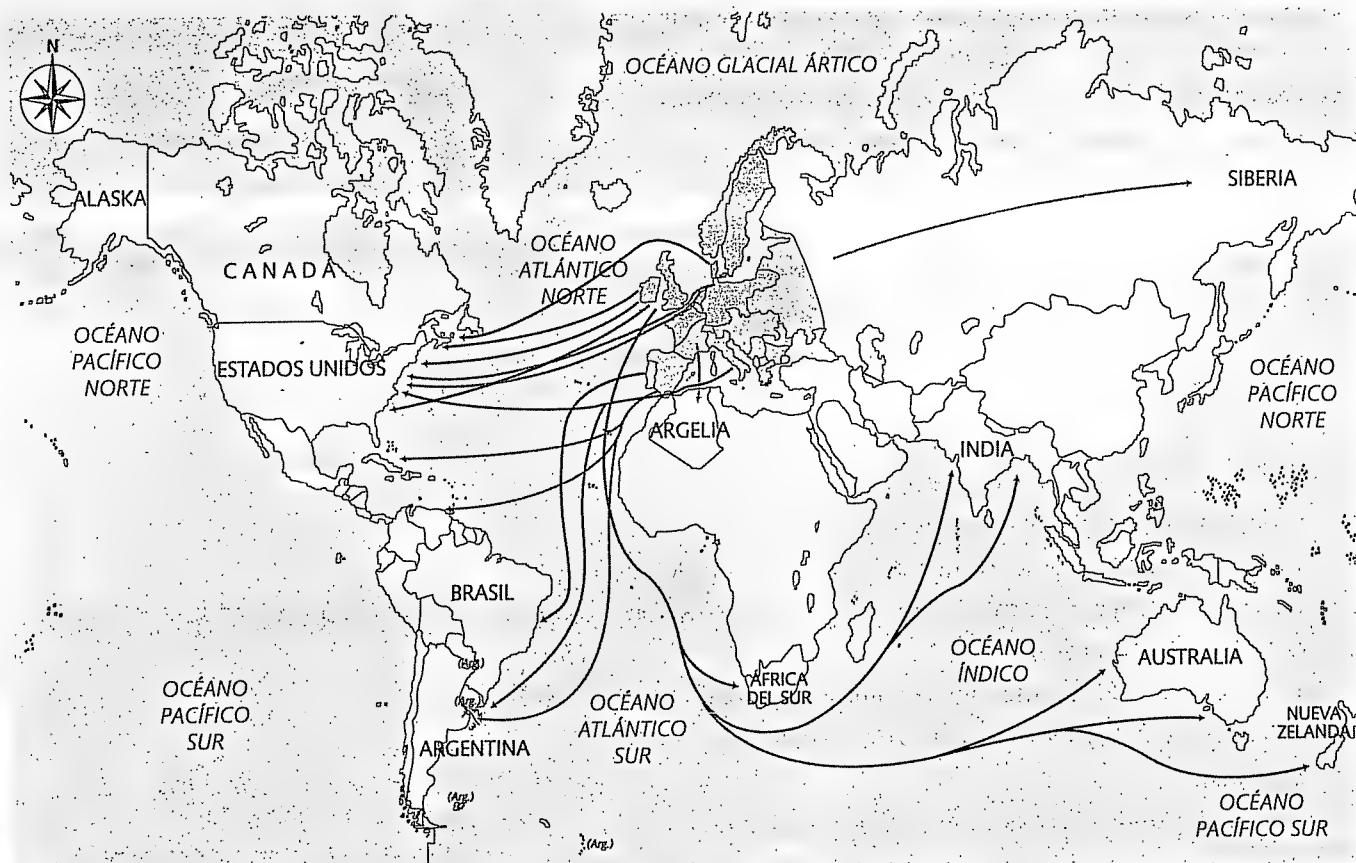 N
OCÉANO GLACIAL ÁRTICO
ALASKA
SIBERIA
CANADÁ
OCÉANO
ATLÁNTICO
NORTE
OCÉANO
PACÍFICO
NORTE
ESTADOS UNIDOS
OCÉANO
PACÍFICO
NORTE
ARGELIA
INDIA
BRASIL
(Arg.)
OCÉANO
PACÍFICO
SUR
(Arg.)
ARGENTINA
OCÉANO
ATLÁNTICO
SUR
ÁFRICA
DEL SUR
OCÉANO
ÍNDICO
AUSTRALIA
NUEVA
ZELANDA
(Arg.)
(Arg.)
OCÉANO
PACÍFICO SUR